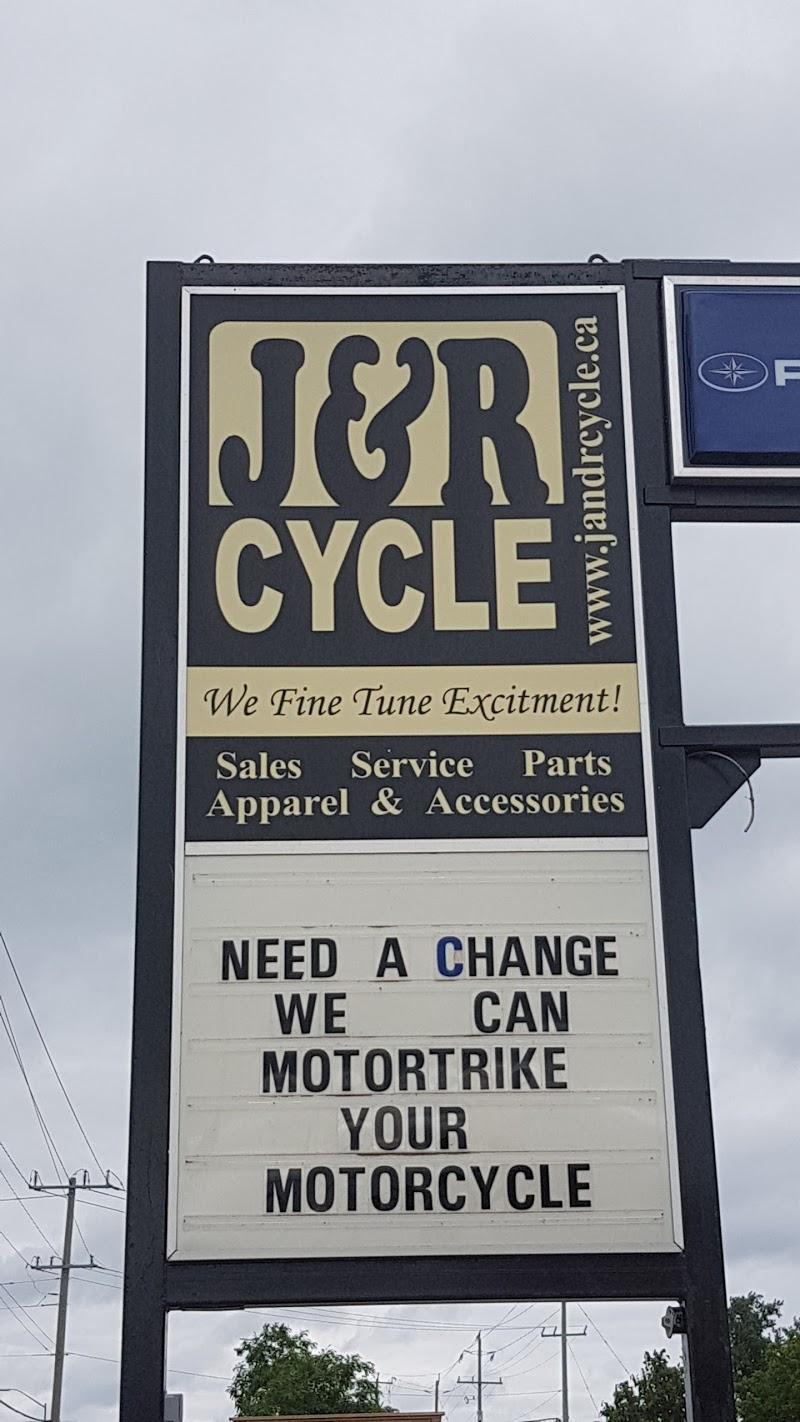 J&R
CYCLE
www.jandrcycle.ca
We Fine Tune Excitment!
Sales Service Parts
Apparel & Accessories
NEED A CHANGE
WE CAN
MOTORTRIKE
YOUR
MOTORCYCLE